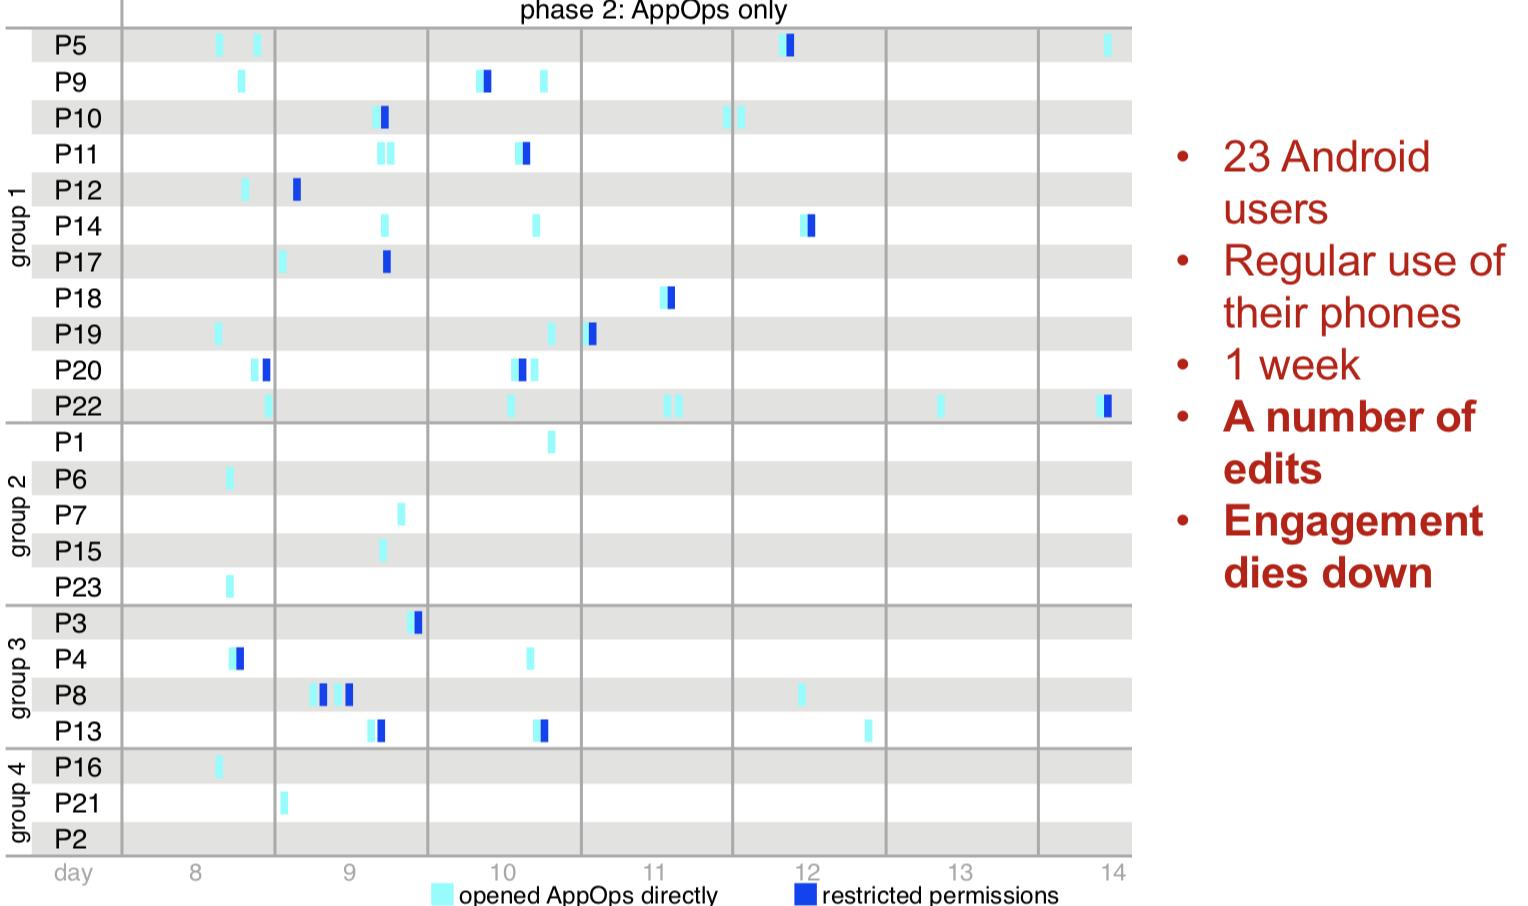 phase 2: AppOps only
group 1
P5
P9
P10
P11
P12
P14
P17
P18
P19
P20
P22
group 2
P1
P6
P7
P15
P23
group 3
P3
P4
P8
P13
group 4
P16
P21
P2
day 8 9 10 11 12 13 14
opened AppOps directly restricted permissions
• 23 Android
users
• Regular use of
their phones
• 1 week
• A number of
edits
• Engagement
dies down